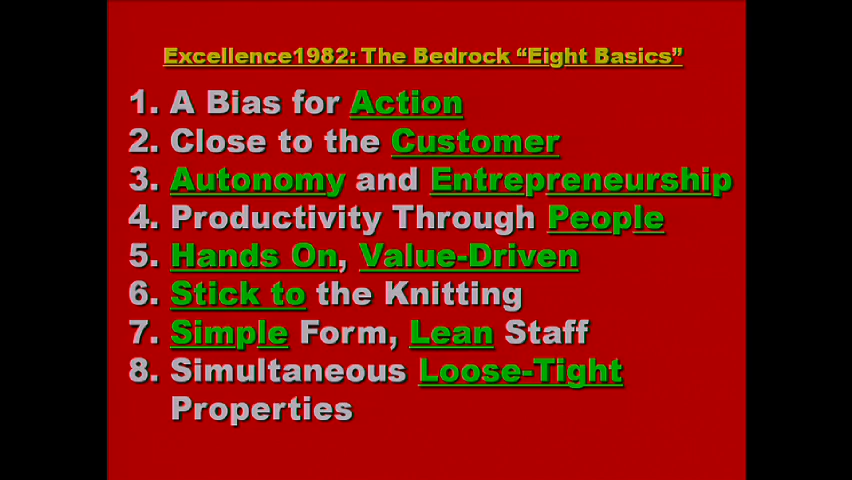 Excellence1982: The Bedrock “Eight Basics”
1. A Bias for Action
2. Close to the Customer
3. Autonomy and Entrepreneurship
4. Productivity Through People
5. Hands On, Value-Driven
6. Stick to the Knitting
7. Simple Form, Lean Staff
8. Simultaneous Loose-Tight
Properties